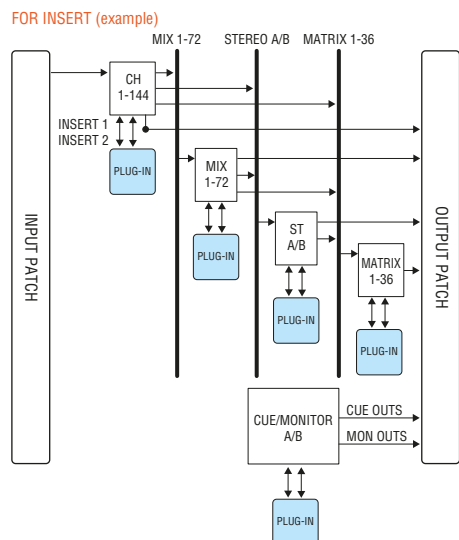 FOR INSERT (example)
MIX 1-72 STEREO A/B MATRIX 1-36
CH
1-144
INSERT 1
INSERT 2
PLUG-IN
MIX
1-72
PLUG-IN
ST
A/B
PLUG-IN
MATRIX
1-36
PLUG-IN
INPUT PATCH
OUTPUT PATCH
CUE/MONITOR
A/B
CUE OUTS
MON OUTS
PLUG-IN